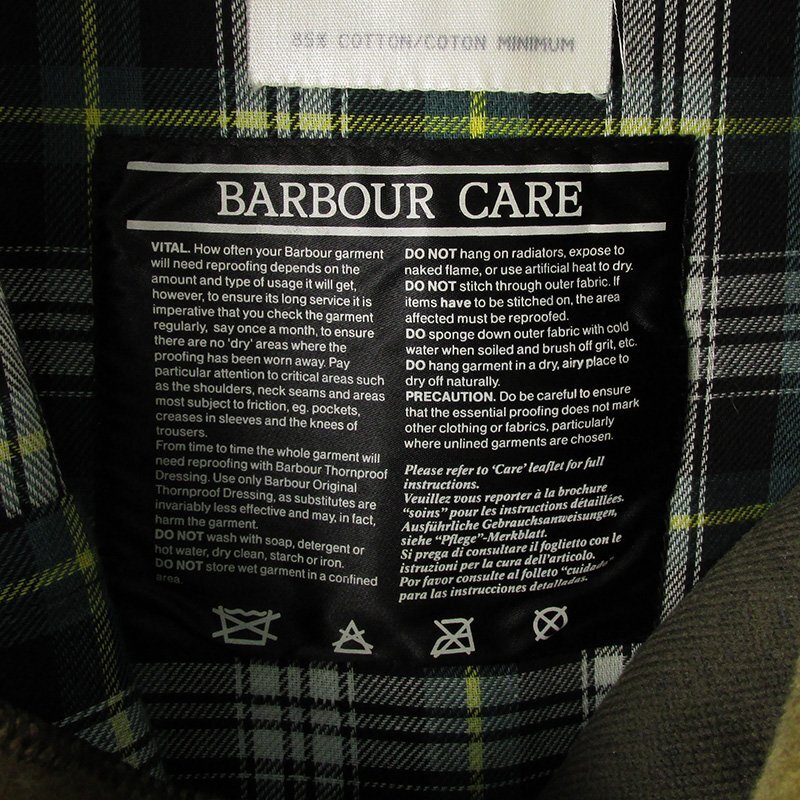 85% COTTON/COTON MINIMUM
BARBOUR CARE
VITAL. How often your Barbour garment
will need reproofing depends on the
amount and type of usage it will get,
however, to ensure its long service it is
imperative that you check the garment
regularly, say once a month, to ensure
there are no 'dry' areas where the
proofing has been worn away. Pay
particular attention to critical areas such
as the shoulders, neck seams and areas
most subject to friction, eg. pockets,
creases in sleeves and the knees of
trousers.
From time to time the whole garment will
need reproofing with Barbour Thornproof
Dressing. Use only Barbour Original
Thornproof Dressing, as substitutes are
invariably less effective and may, in fact,
harm the garment.
DO NOT wash with soap, detergent or
hot water, dry clean, starch or iron.
DO NOT store wet garment in a confined
area.
DO NOT hang on radiators, expose to
naked flame, or use artificial heat to dry.
DO NOT stitch through outer fabric. If
items have to be stitched on, the area
affected must be reproofed.
DO sponge down outer fabric with cold
water when soiled and brush off grit, etc.
DO hang garment in a dry, airy place to
dry off naturally.
PRECAUTION. Do be careful to ensure
that the essential proofing does not mark
other clothing or fabrics, particularly
where unlined garments are chosen.
Please refer to 'Care' leaflet for full
instructions.
Veuillez vous reporter à la brochure
"soins" pour les instructions détaillées.
Ausführliche Gebrauchsanweisungen,
siehe "Pflege"-Merkblatt.
Si prega di consultare il foglietto con le
istruzioni per la cura dell'articolo.
Por favor consulte al folleto "cuidado"
para las instrucciones detalladas.